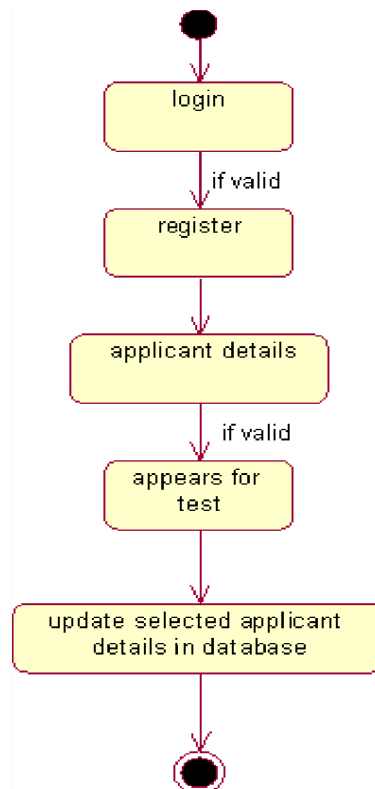 login
if valid
register
applicant details
if valid
appears for
test
update selected applicant
details in database